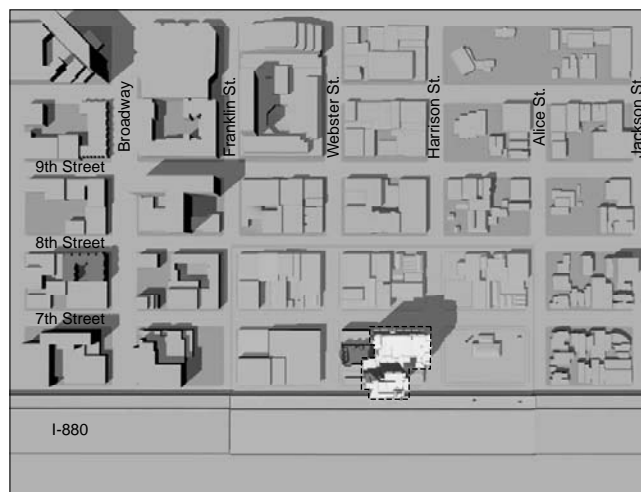 Broadway
Franklin St.
Webster St.
Harrison St.
Alice St.
Jackson St.
9th Street
8th Street
7th Street
I-880